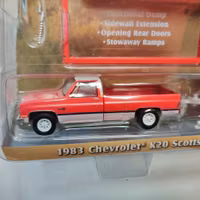 • Sidewall Extension
• Opening Rear Doors
• Stowaway Ramps
1983 Chevrolet® K20 Scotts